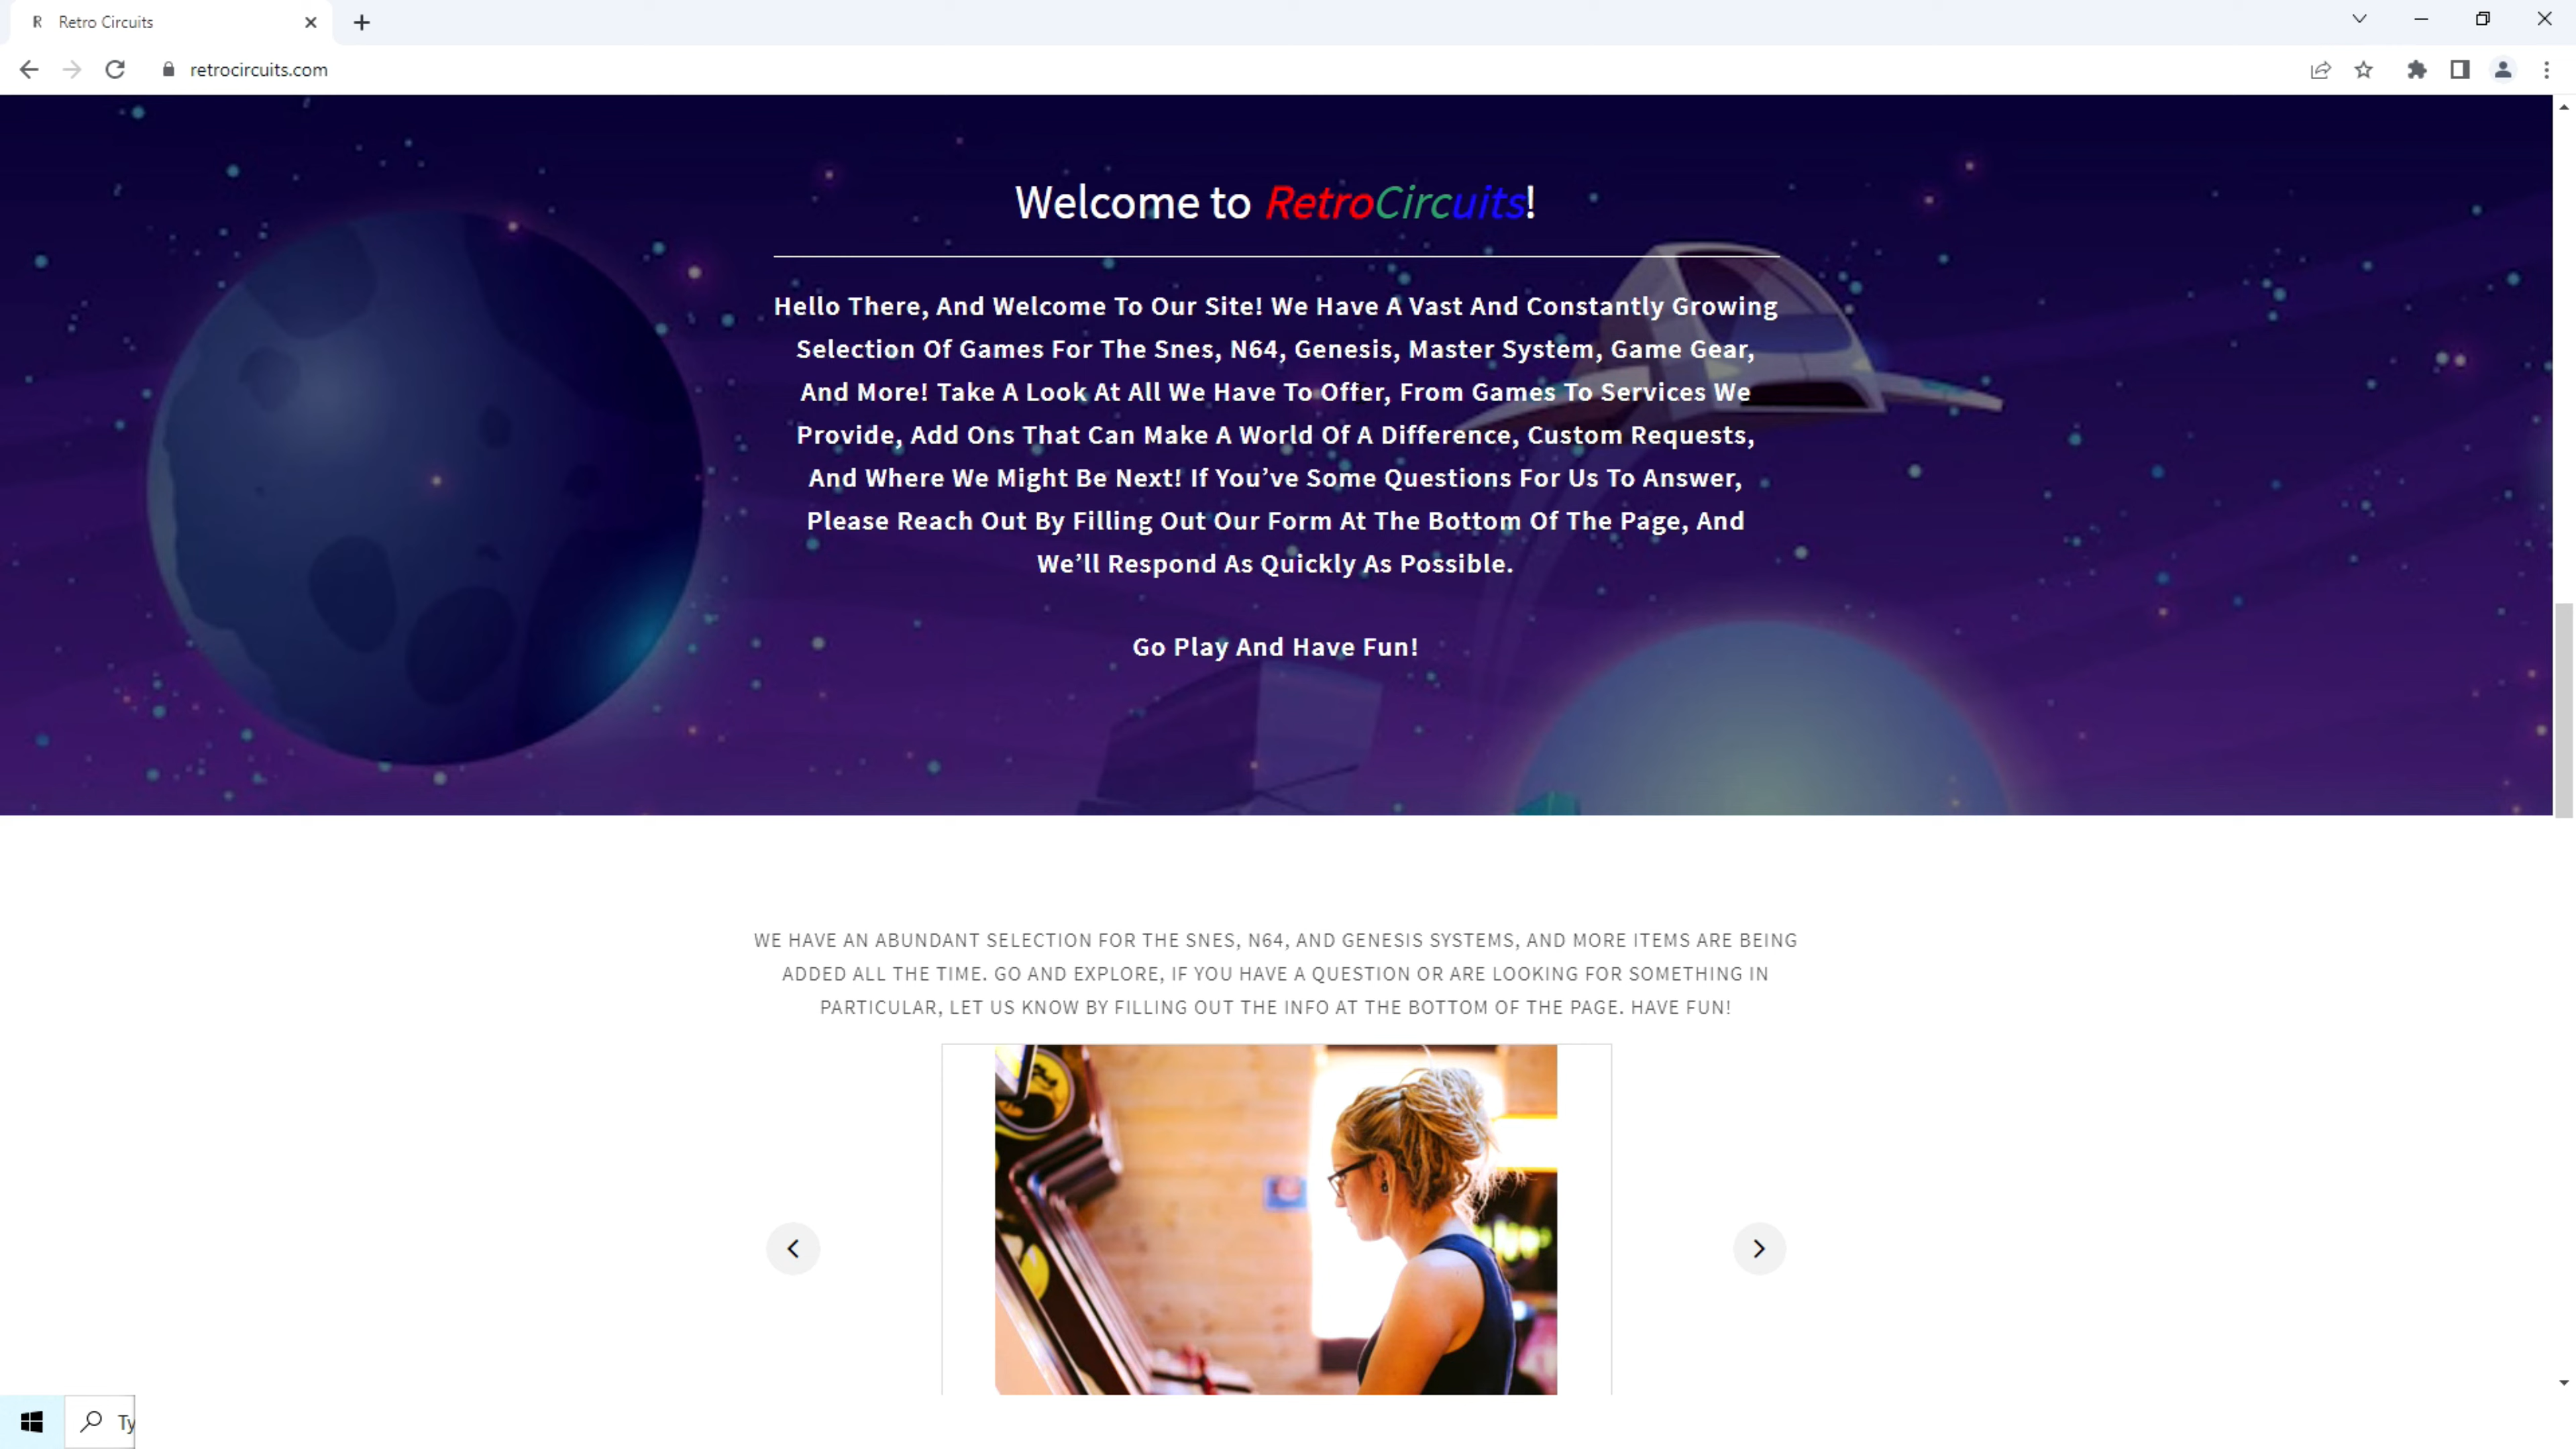 Retro Circuits
retrocircuits.com
Welcome to RetroCircuits!
Hello There, And Welcome To Our Site! We Have A Vast And Constantly Growing
Selection Of Games For The Snes, N64, Genesis, Master System, Game Gear,
And More! Take A Look At All We Have To Offer, From Games To Services We
Provide, Add Ons That Can Make A World Of A Difference, Custom Requests,
And Where We Might Be Next! If You’ve Some Questions For Us To Answer,
Please Reach Out By Filling Out Our Form At The Bottom Of The Page, And
We’ll Respond As Quickly As Possible.
Go Play And Have Fun!
WE HAVE AN ABUNDANT SELECTION FOR THE SNES, N64, AND GENESIS SYSTEMS, AND MORE ITEMS ARE BEING
ADDED ALL THE TIME. GO AND EXPLORE, IF YOU HAVE A QUESTION OR ARE LOOKING FOR SOMETHING IN
PARTICULAR, LET US KNOW BY FILLING OUT THE INFO AT THE BOTTOM OF THE PAGE. HAVE FUN!
Ty